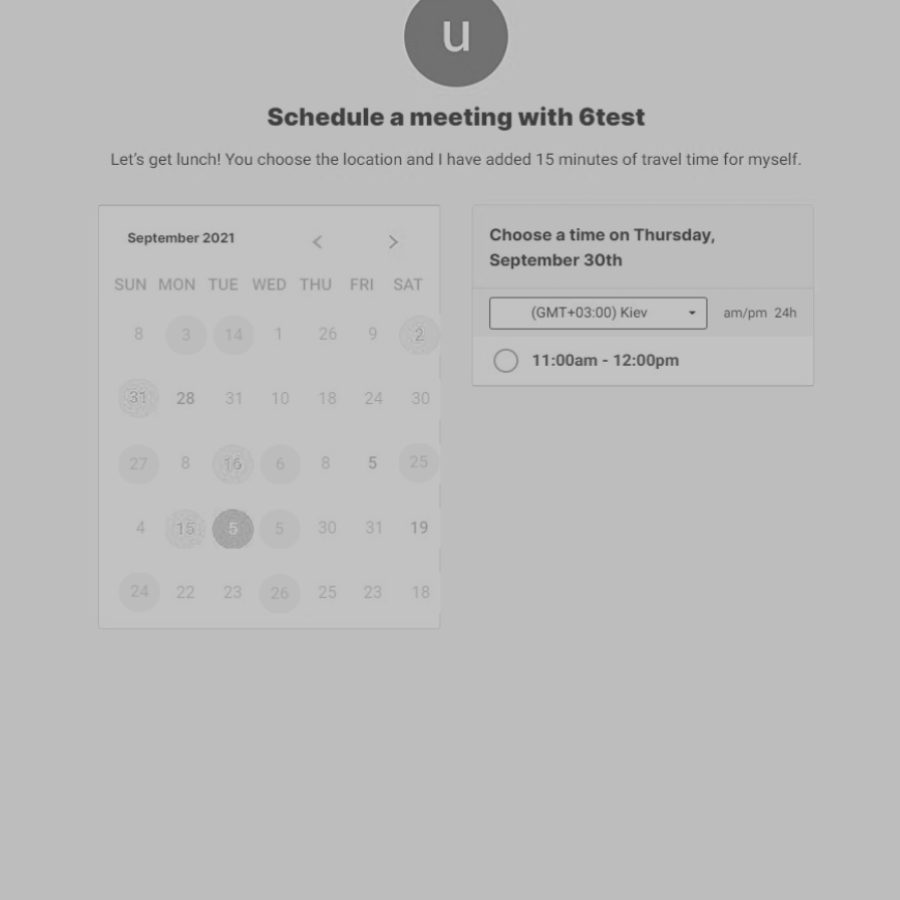 u
Schedule a meeting with 6test
Let's get lunch! You choose the location and I have added 15 minutes of travel time for myself.
September 2021
SUN MON TUE WED THU FRI SAT
8 3 14 1 26 9 2
31 28 31 10 18 24 30
27 8 16 6 8 5 25
4 15 5 5 30 31 19
24 22 23 26 25 23 18
Choose a time on Thursday,
September 30th
(GMT+03:00) Kiev am/pm 24h
11:00am - 12:00pm